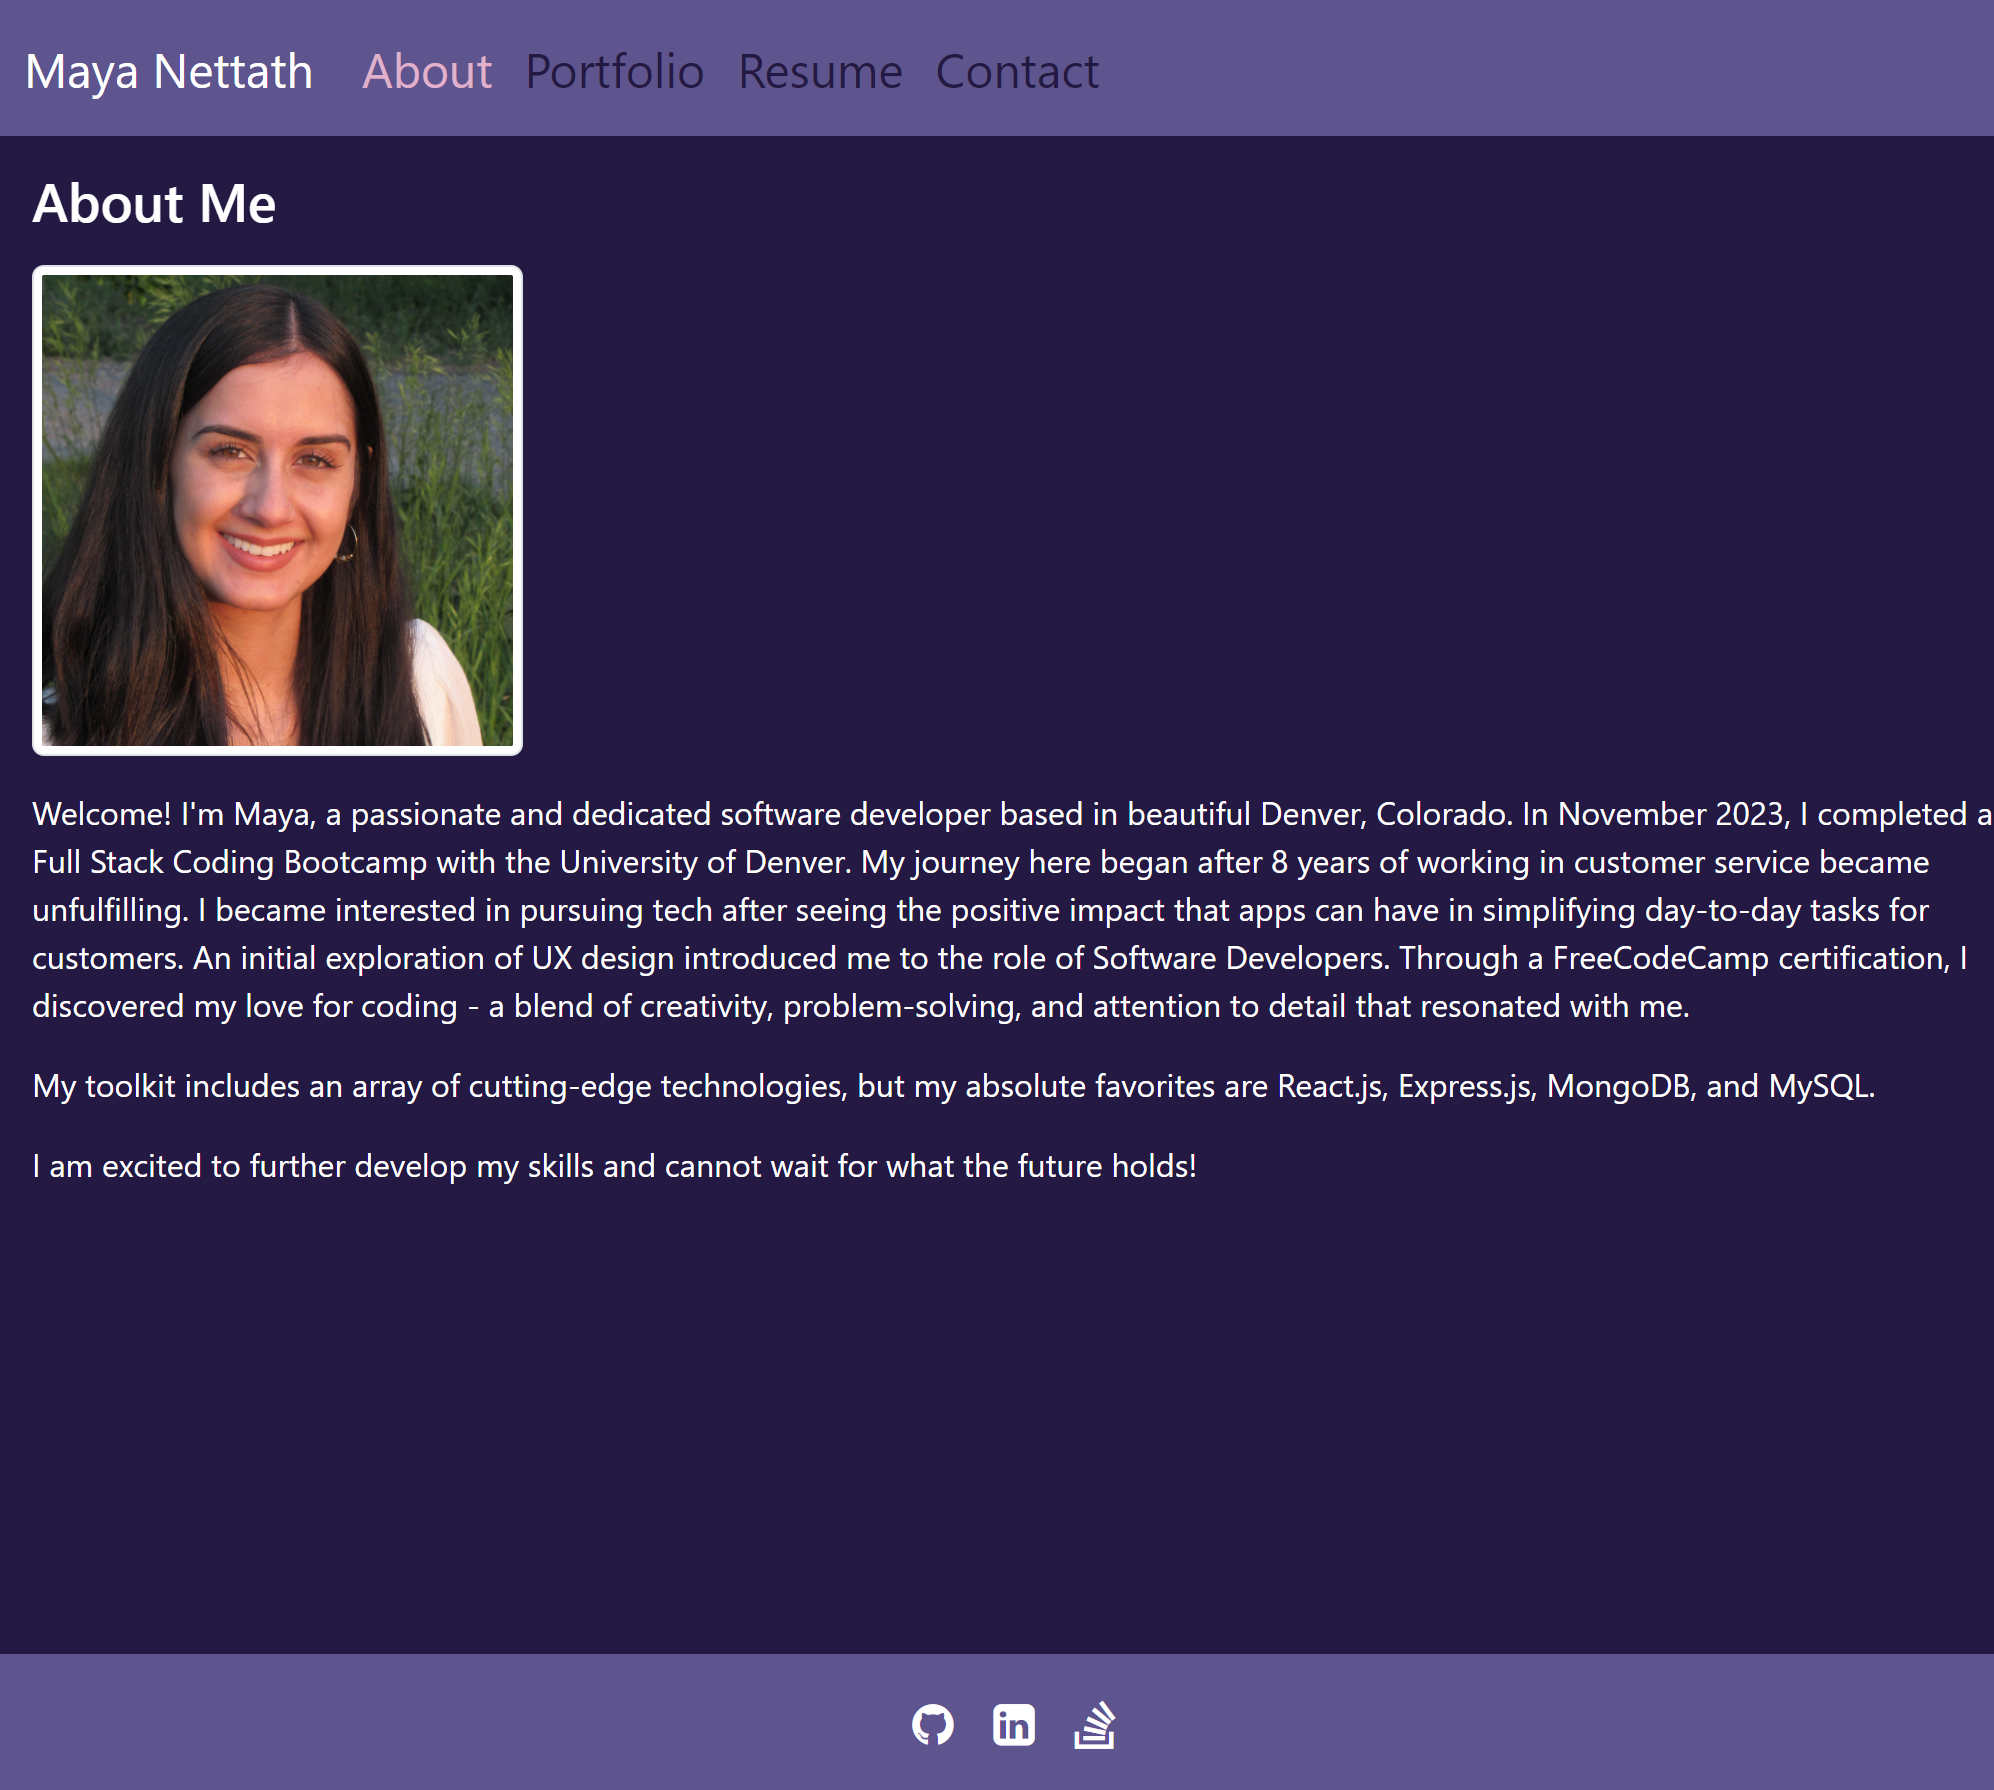 Maya Nettath About Portfolio Resume Contact
About Me
Welcome! I'm Maya, a passionate and dedicated software developer based in beautiful Denver, Colorado. In November 2023, I completed a
Full Stack Coding Bootcamp with the University of Denver. My journey here began after 8 years of working in customer service became
unfulfilling. I became interested in pursuing tech after seeing the positive impact that apps can have in simplifying day-to-day tasks for
customers. An initial exploration of UX design introduced me to the role of Software Developers. Through a FreeCodeCamp certification, I
discovered my love for coding - a blend of creativity, problem-solving, and attention to detail that resonated with me.
My toolkit includes an array of cutting-edge technologies, but my absolute favorites are React.js, Express.js, MongoDB, and MySQL.
I am excited to further develop my skills and cannot wait for what the future holds!
in